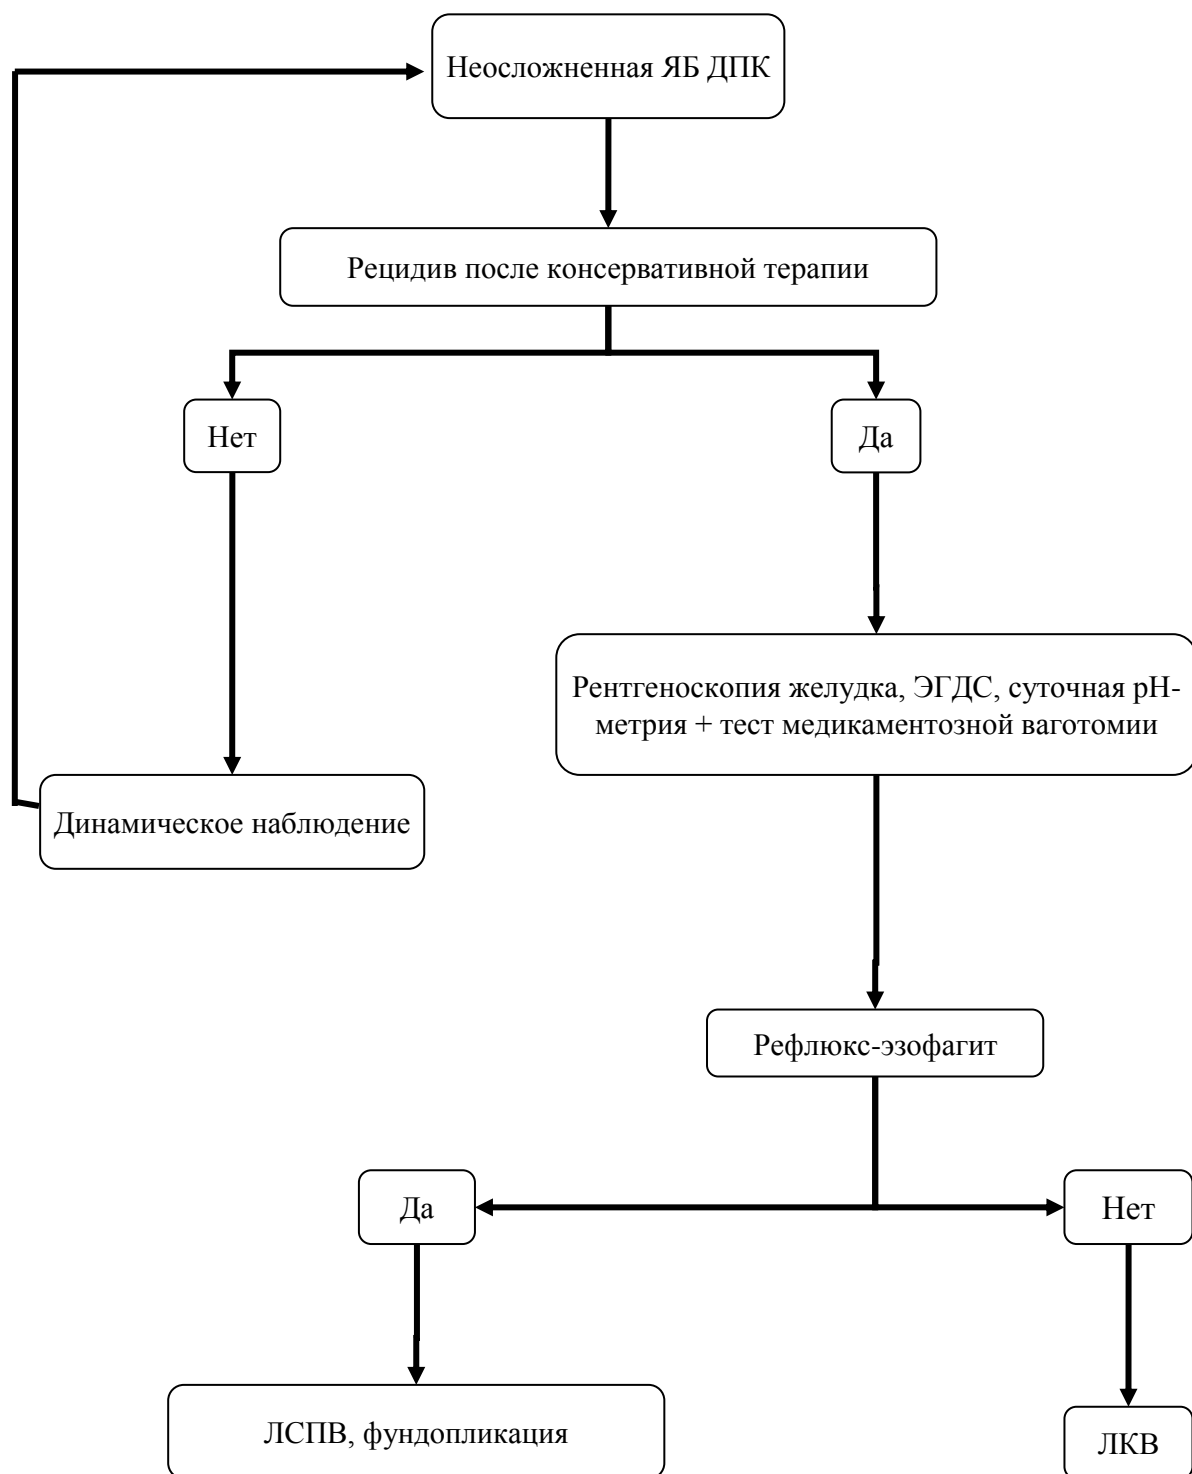 Неосложненная ЯБ ДПК
Рецидив после консервативной терапии
Нет
Да
Рентгеноскопия желудка, ЭГДС, суточная рН-
метрия + тест медикаментозной ваготомии
Динамическое наблюдение
Рефлюкс-эзофагит
Да
Нет
ЛСПВ, фундопликация
ЛКВ